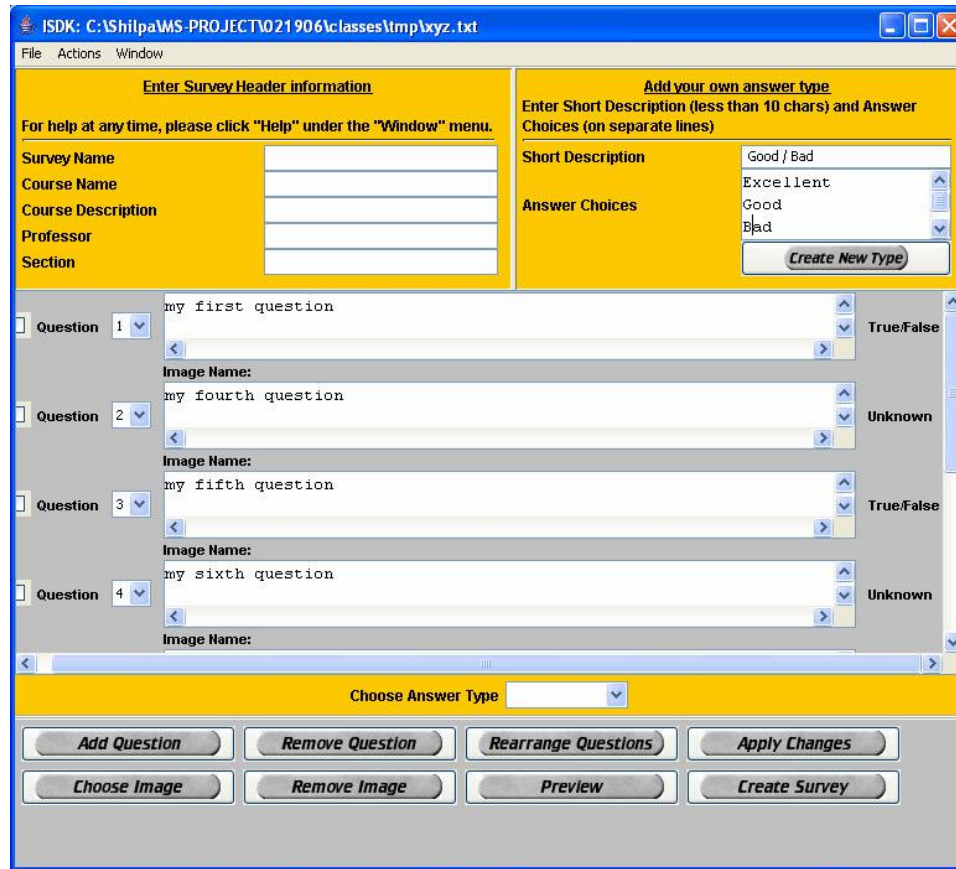 ISDK: C:\Shilpa\MS-PROJECT\021906\classes\tmp\xyz.txt
File Actions Window
Enter Survey Header information
For help at any time, please click "Help" under the "Window" menu.
Survey Name
Course Name
Course Description
Professor
Section
Add your own answer type
Enter Short Description (less than 10 chars) and Answer
Choices (on separate lines)
Short Description Good / Bad
Answer Choices
Excellent
Good
Bad
Create New Type
Question 1 my first question True/False
Image Name:
Question 2 my fourth question Unknown
Image Name:
Question 3 my fifth question True/False
Image Name:
Question 4 my sixth question Unknown
Image Name:
Choose Answer Type
Add Question Remove Question Rearrange Questions Apply Changes
Choose Image Remove Image Preview Create Survey